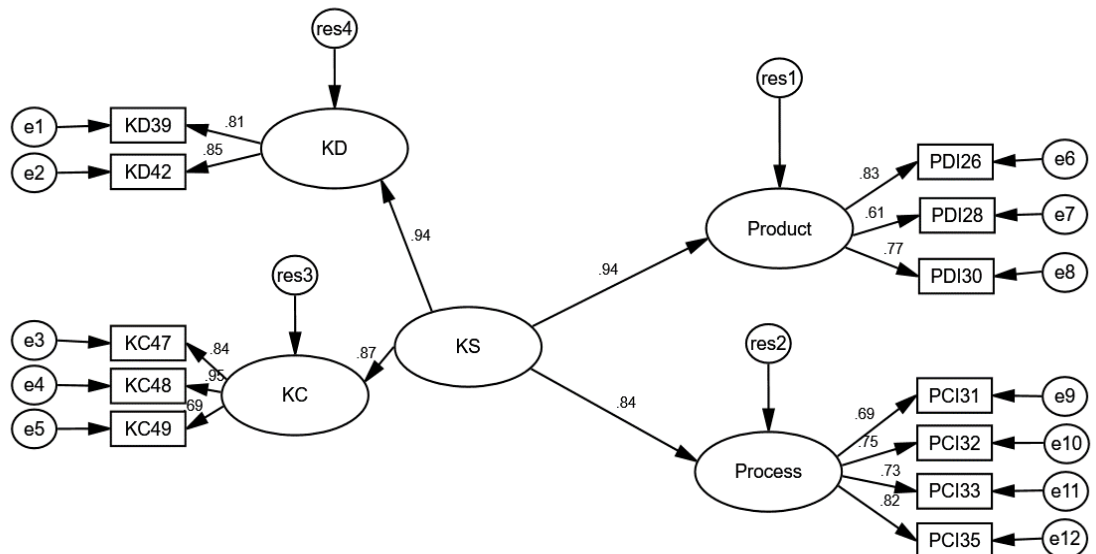 res4
e1
KD39
.81
KD
e2
KD42
.85
res1
.83
PDI26
e6
Product
.61
PDI28
e7
.77
PDI30
e8
.94
.94
res3
e3
KC47
.84
e4
KC48
.95
KC
e5
KC49
69
.87
KS
res2
.84
Process
.69
PCI31
e9
.75
PCI32
e10
.73
PCI33
e11
.82
PCI35
e12